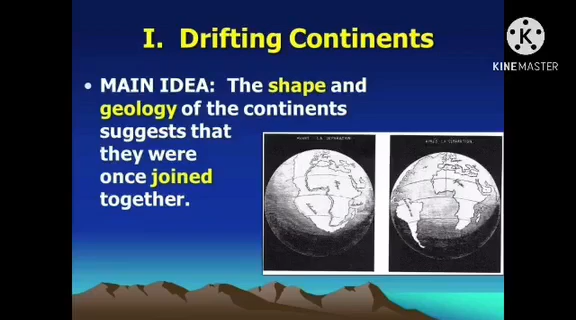 I. Drifting Continents
• MAIN IDEA: The shape and
geology of the continents
suggests that
they were
once joined
together.
K
KINEMASTER